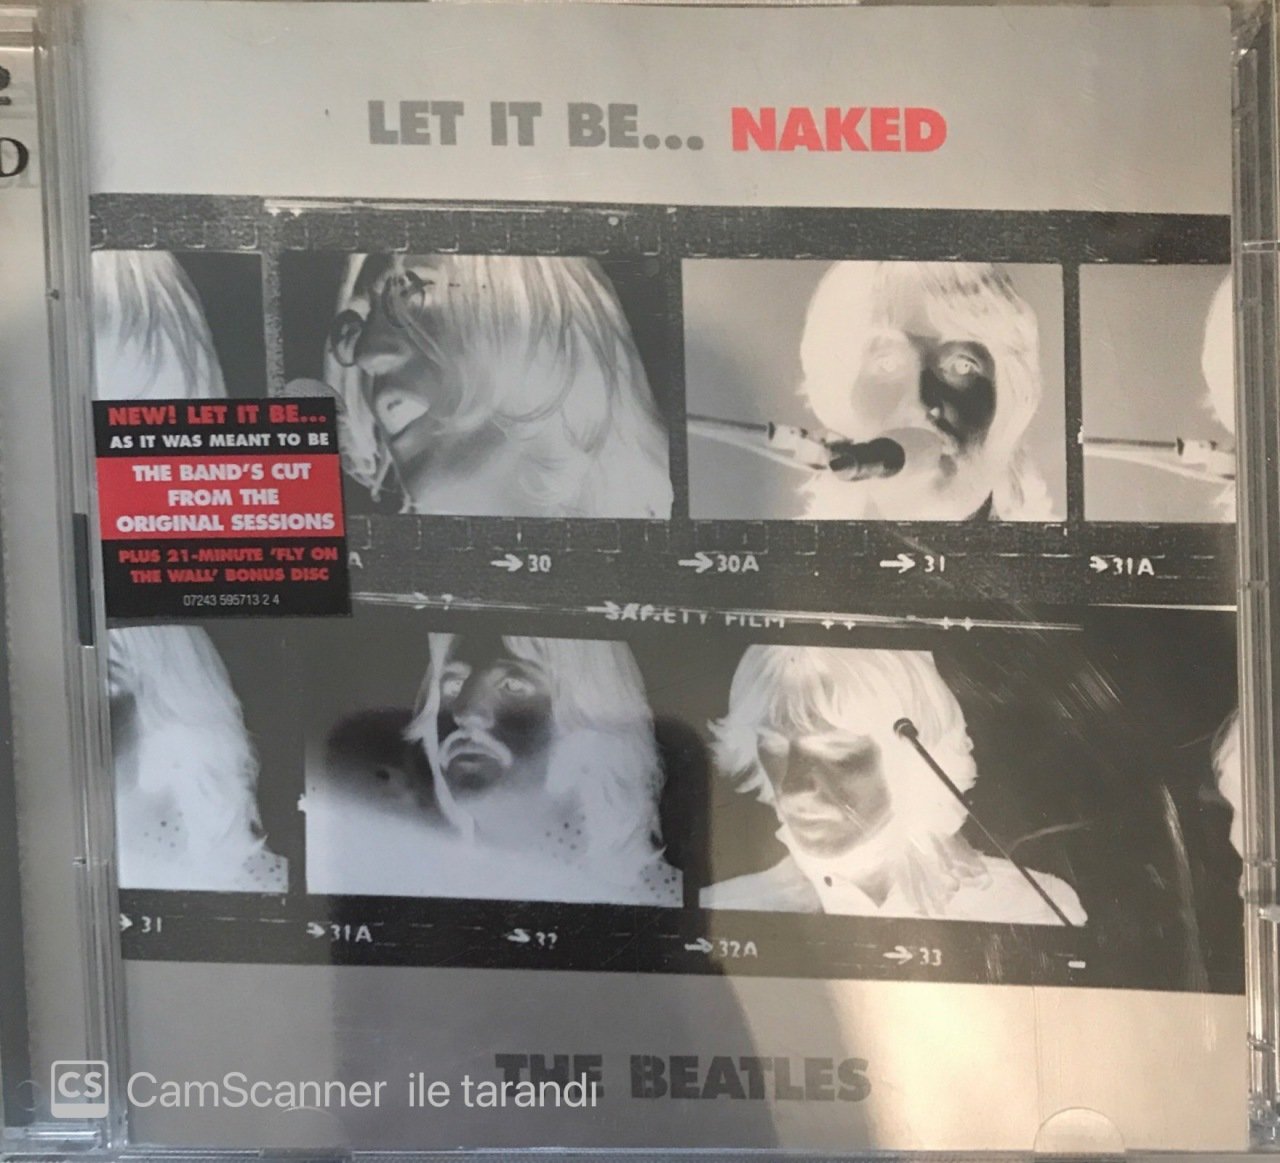 LET IT BE... NAKED
NEW! LET IT BE...
AS IT WAS MEANT TO BE
THE BAND'S CUT
FROM THE
ORIGINAL SESSIONS
PLUS 21-MINUTE 'FLY ON
THE WALL' BONUS DISC
07243 595713 2 4
A →30 →30A →31 →31A
SAFETY FILM
→31 →31A →32 →32A →33
THE BEATLES
CS CamScanner ile tarandı